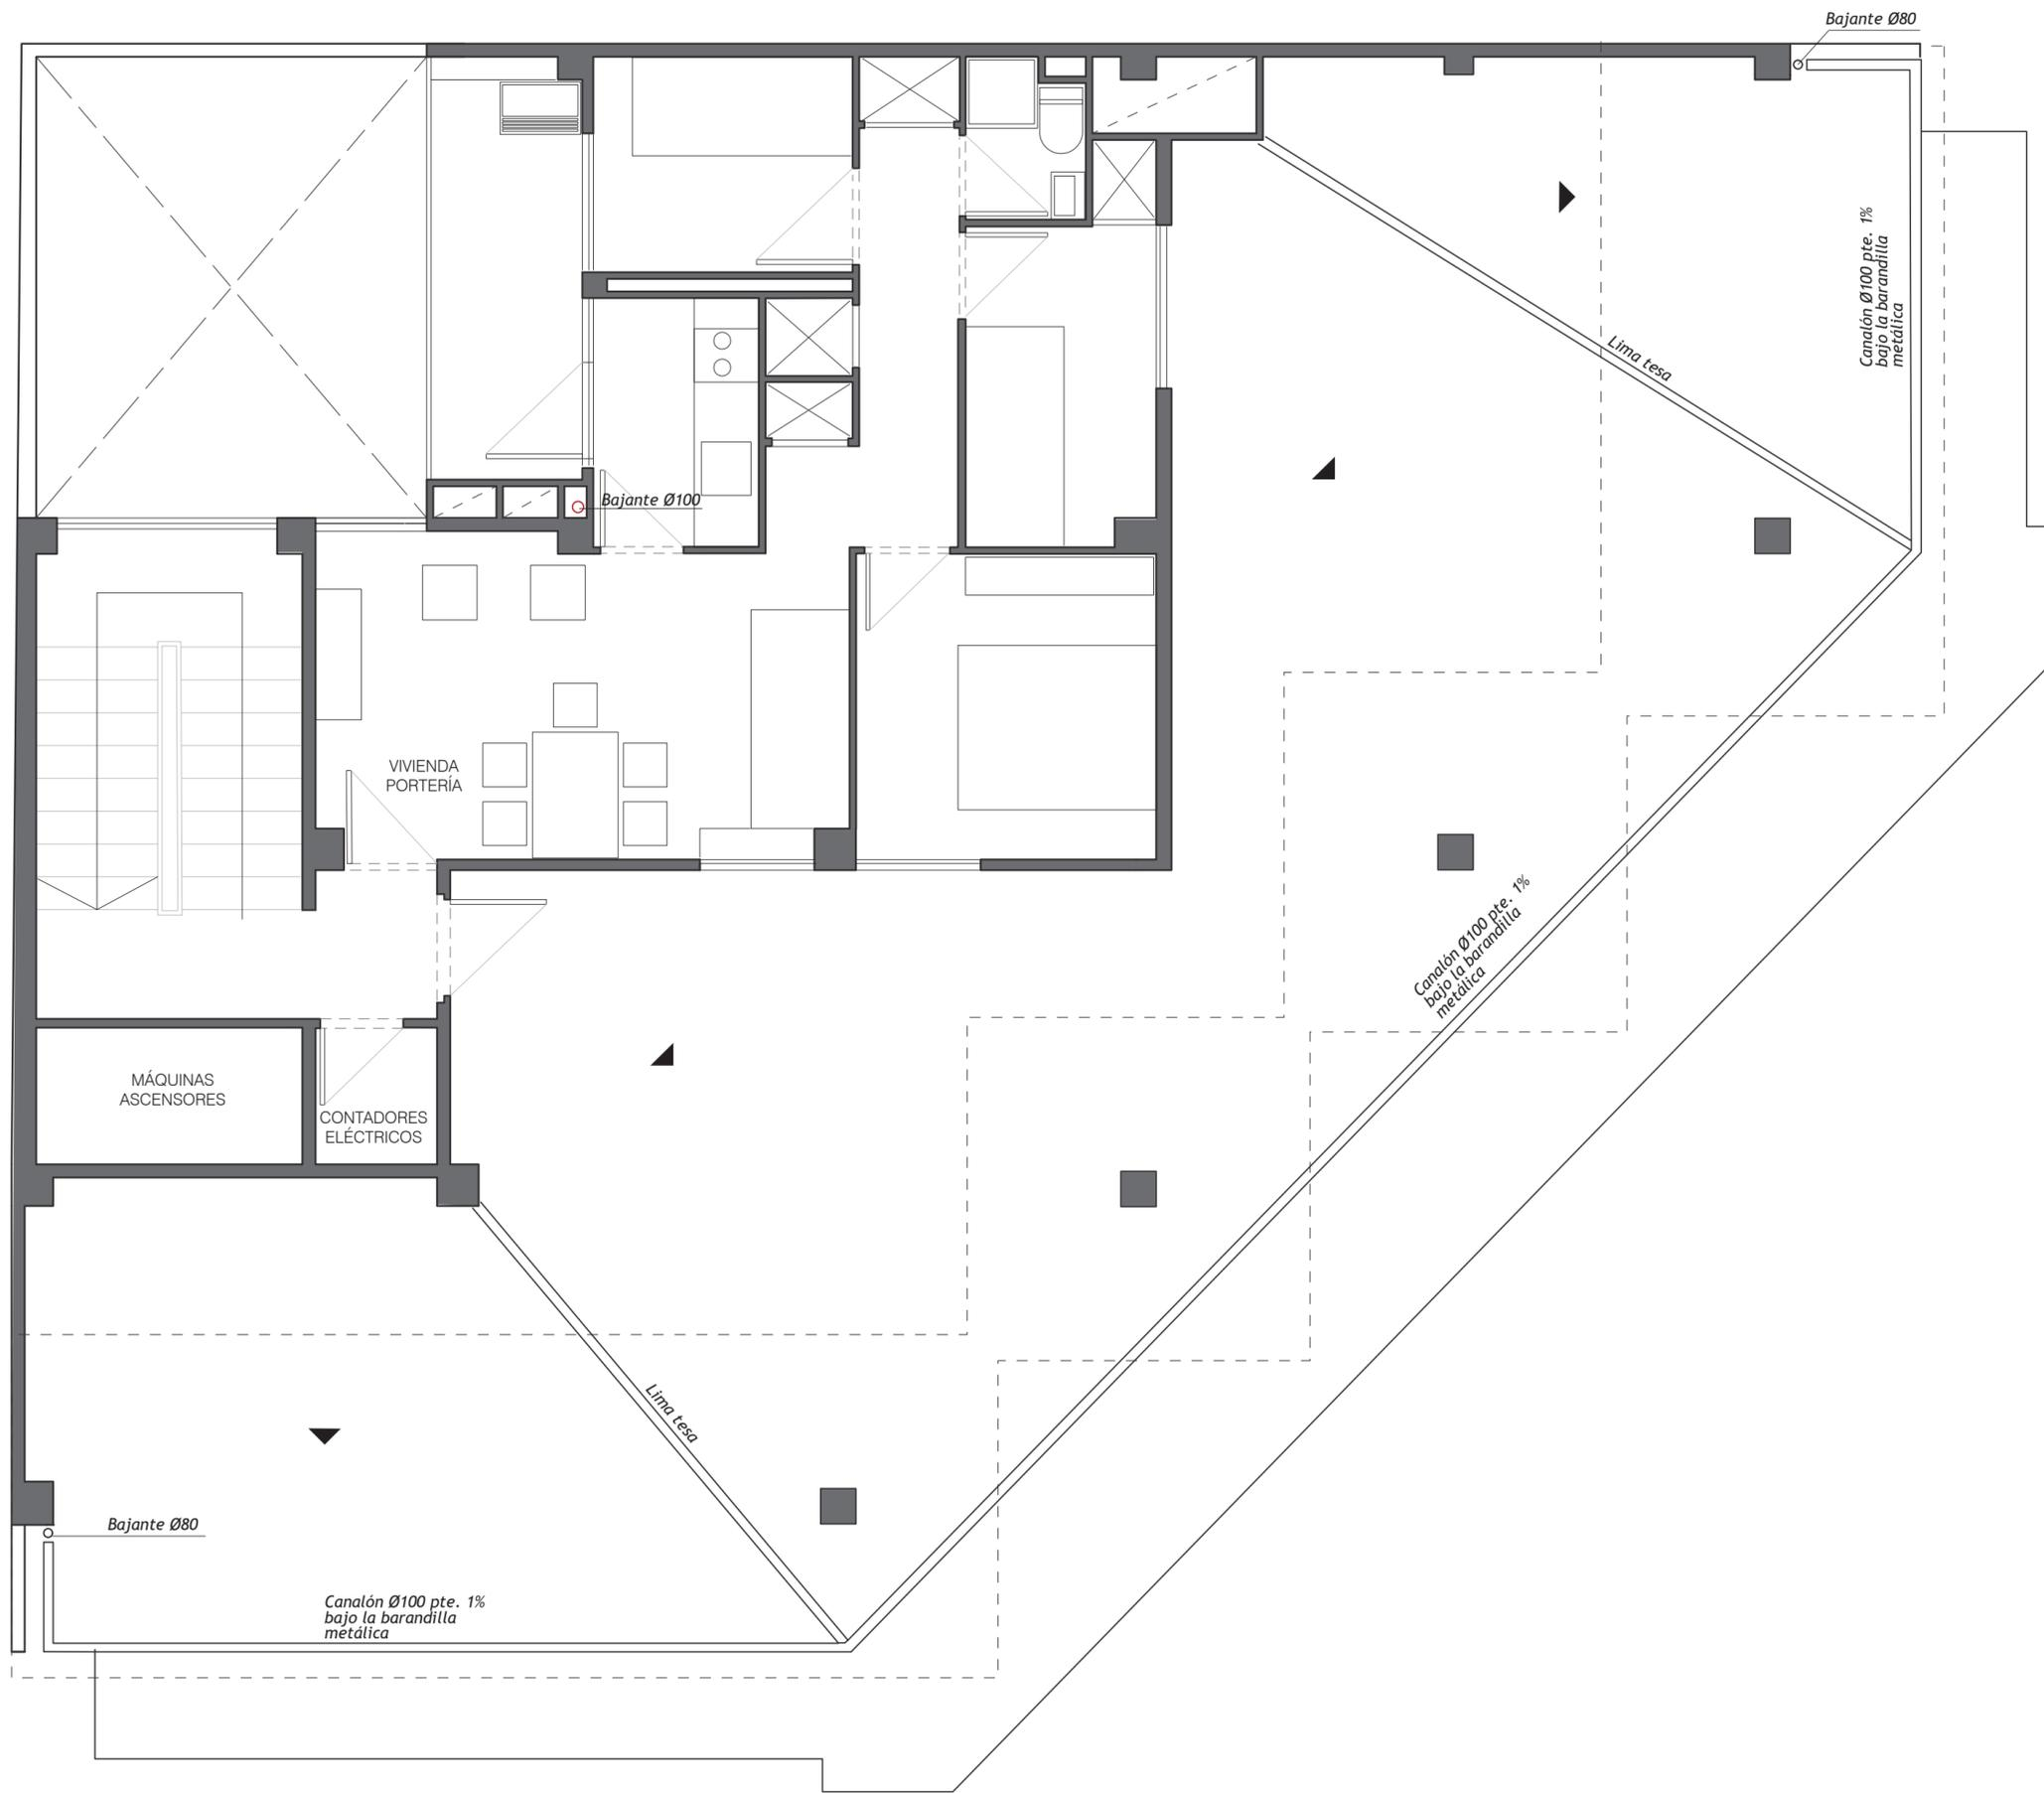 Bajante Ø80
Canalón Ø100 pte. 1%
bajo la barandilla
metálica
Lima tesa
Bajante Ø100
VIVIENDA
PORTERÍA
Canalón Ø100 pte. 1%
bajo la barandilla
metálica
MÁQUINAS
ASCENSORES
CONTADORES
ELÉCTRICOS
Lima tesa
Bajante Ø80
Canalón Ø100 pte. 1%
bajo la barandilla
metálica